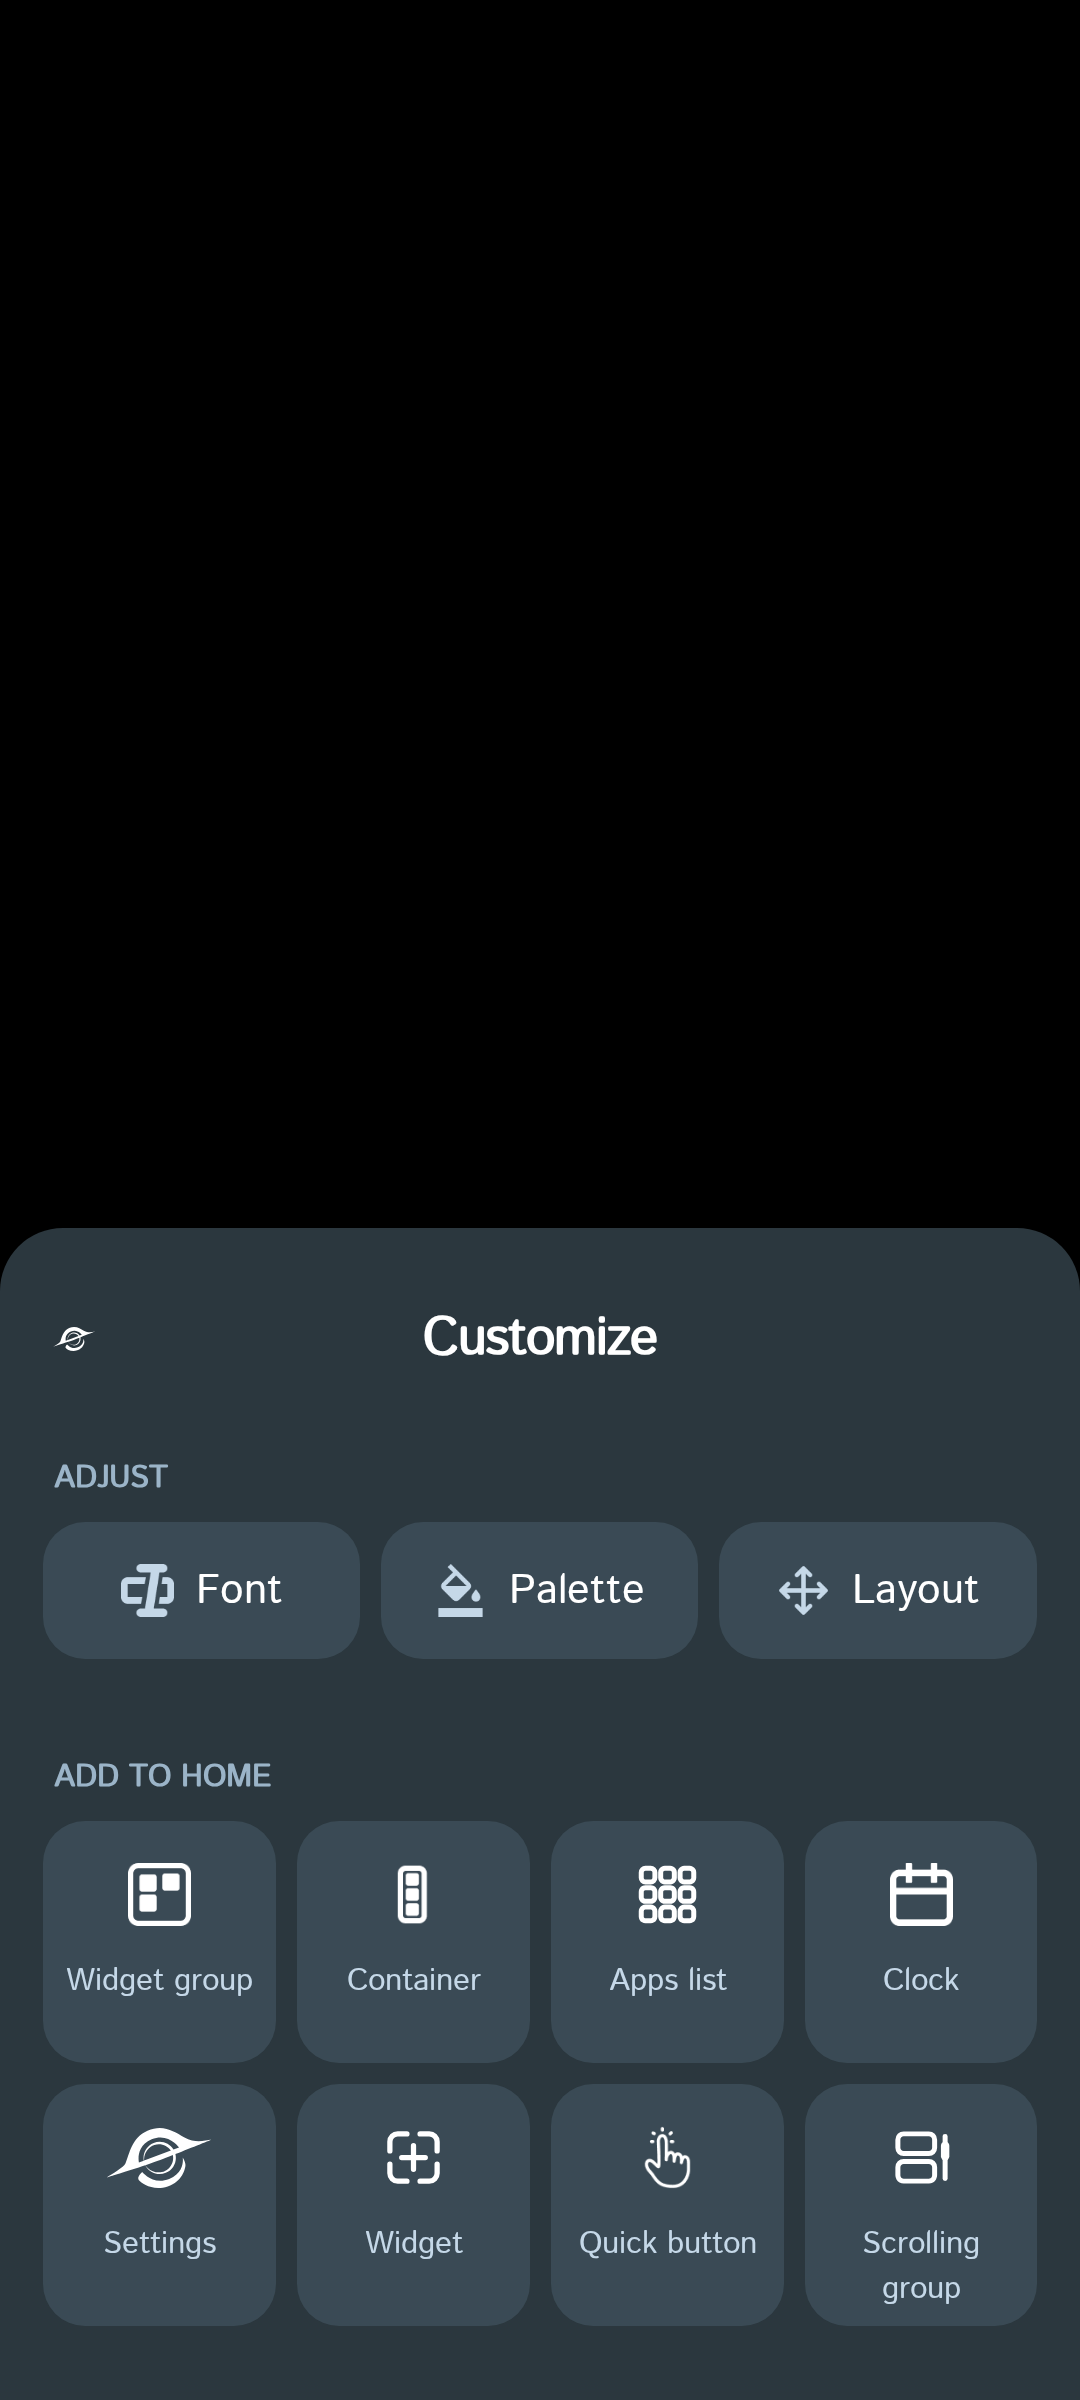 Customize
ADJUST
Font
Palette
Layout
ADD TO HOME
Widget group
Container
Apps list
Clock
Settings
Widget
Quick button
Scrolling
group